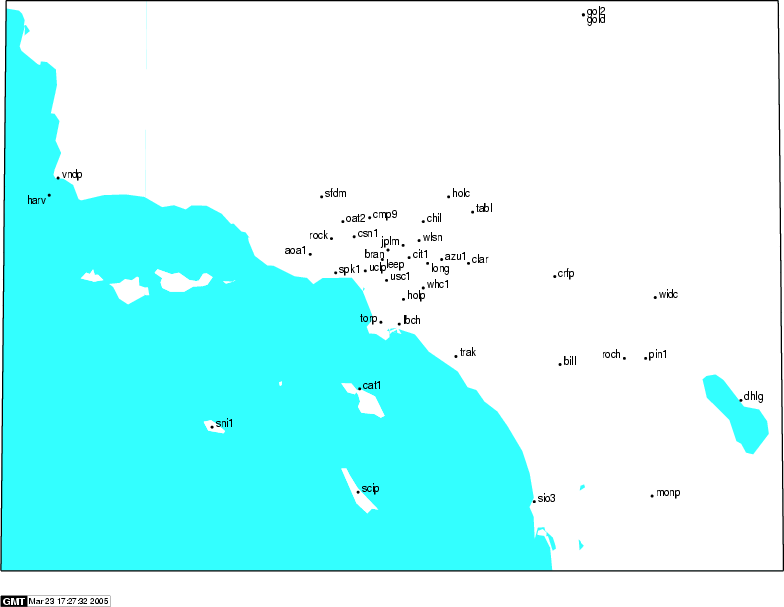 gol2
gold
vndp
harv
sfdm
holc
tabl
oat2
cmp9
chil
rock
csn1
jplm
wlsn
aoa1
bran
cit1
azu1
clar
spk1
uclp
leep
long
usc1
crfp
whc1
holp
widc
torp
lbch
trak
bill
roch
pin1
cat1
dhlg
sni1
scip
sio3
monp
GMT Mar 23 17:27:32 2005